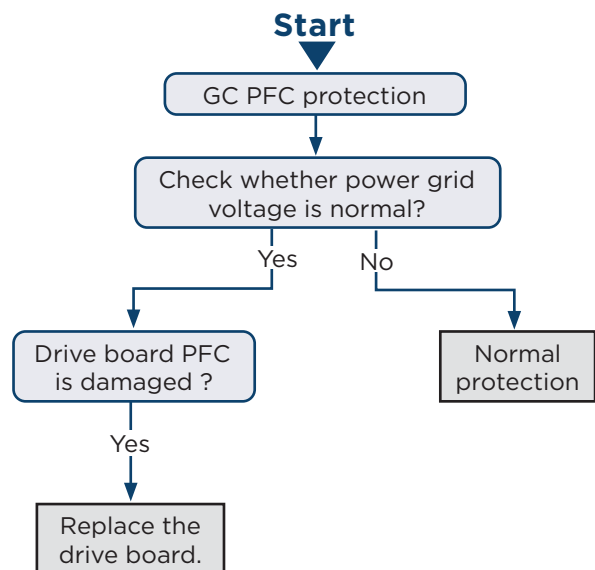 Start
GC PFC protection
Check whether power grid
voltage is normal?
Yes
No
Drive board PFC
is damaged ?
Normal
protection
Yes
Replace the
drive board.